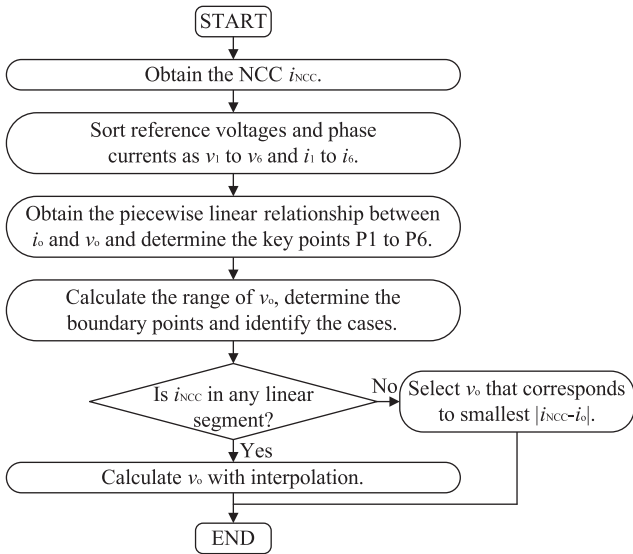 START
Obtain the NCC iNCC.
Sort reference voltages and phase
currents as v1 to v6 and i1 to i6.
Obtain the piecewise linear relationship between
io and vo and determine the key points P1 to P6.
Calculate the range of vo, determine the
boundary points and identify the cases.
Is iNCC in any linear
segment?
No
Select vo that corresponds
to smallest |iNCC-io|.
Yes
Calculate vo with interpolation.
END